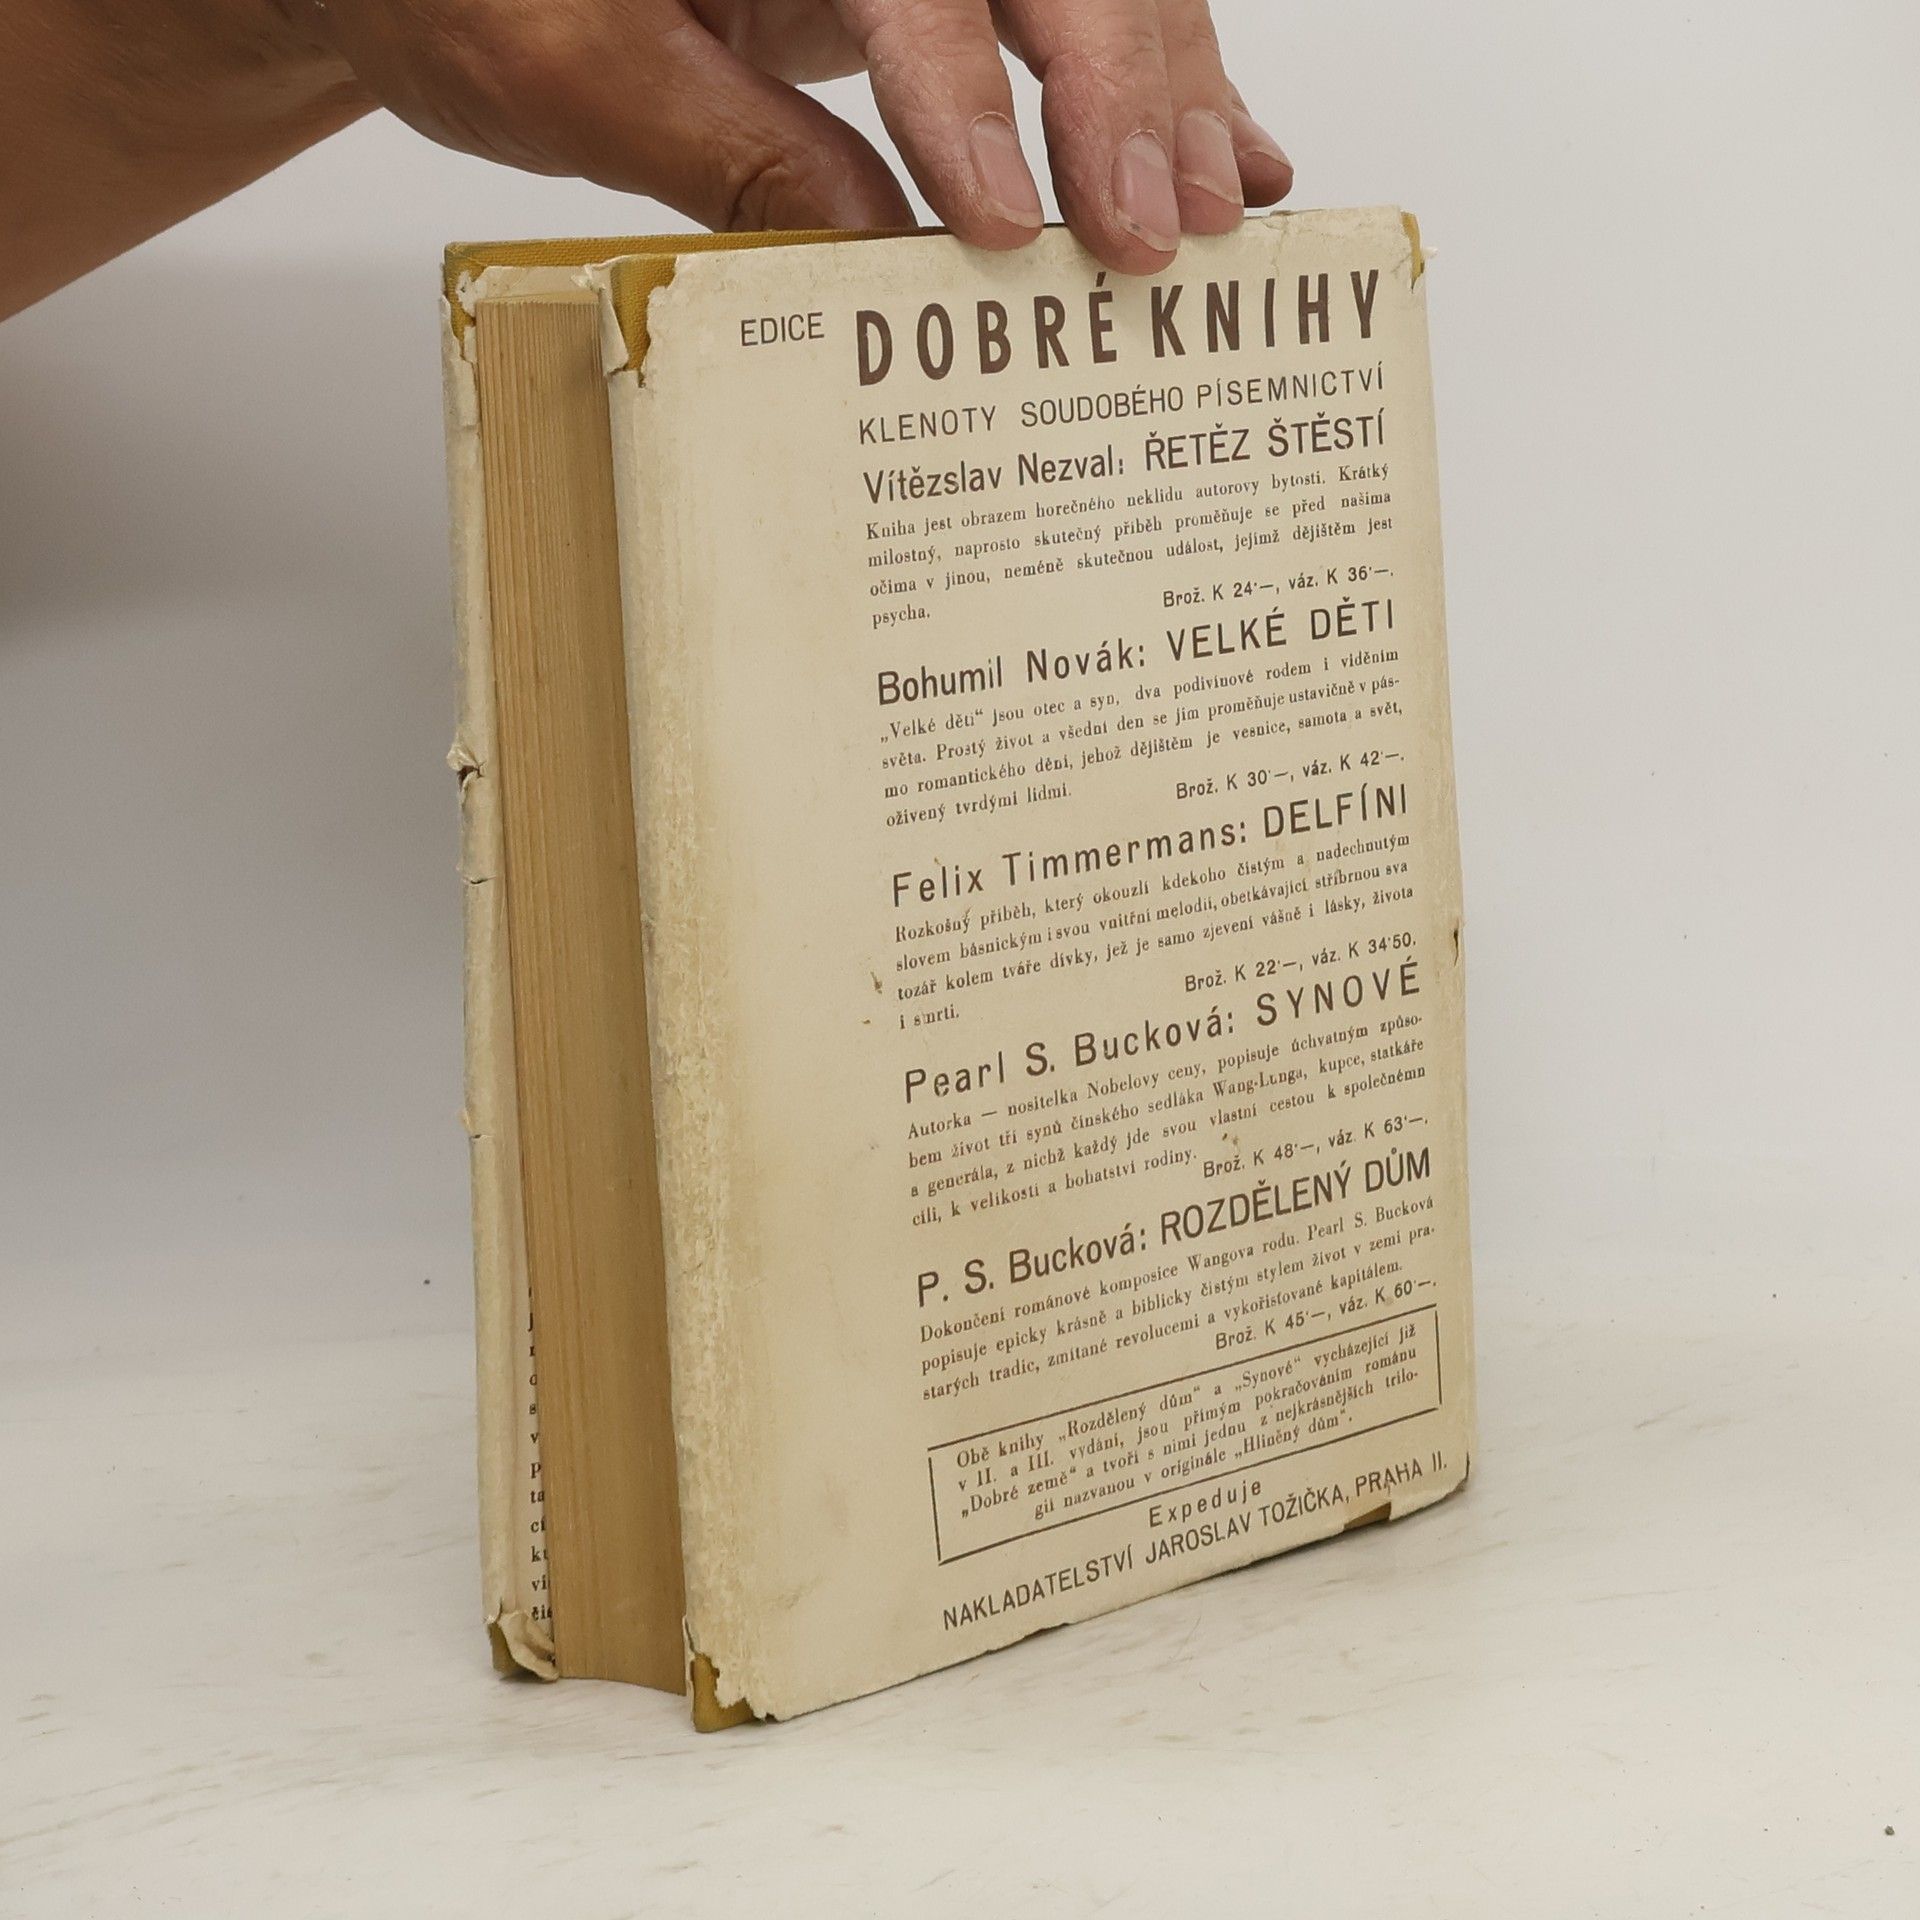 EDICE DOBRÉ KNIHY
KLENOTY SOUDOBÉHO PÍSEMNICTVÍ
Vítězslav Nezval: ŘETĚZ ŠTĚSTÍ
Kniha jest obrazem horečného neklidu autorovy bytosti. Krátký
milostný, naprosto skutečný příběh proměňuje se před našima
očima v jinou, neméně skutečnou událost, jejímž dějištěm jest
psycha.
Brož. K 24·—, váz. K 36·—.
Bohumil Novák: VELKÉ DĚTI
„Velké děti“ jsou otec a syn, dva podivínové rodem i viděním
světa. Prostý život a všední den se jim proměňuje ustavičně v pás-
mo romantického dění, jehož dějištěm je vesnice, samota a svět,
oživený tvrdými lidmi.
Brož. K 30·—, váz. K 42·—.
Felix Timmermans: DELFÍNI
Rozkošný příběh, který okouzlí kdekoho čistým a nadechnutým
slovem básnickým i svou vnitřní melodií, obetkávající stříbrnou sva
tozář kolem tváře dívky, jež je samo zjevení vášně i lásky, života
i smrti.
Brož. K 22·—, váz. K 34·50.
Pearl S. Bucková: SYNOVÉ
Autorka — nositelka Nobelovy ceny, popisuje úchvatným způso-
bem život tří synů čínského sedláka Wang-Lunga, kupce, statkáře
a generála, z nichž každý jde svou vlastní cestou k společnému
cíli, k velikosti a bohatství rodiny.
Brož. K 48·—, váz. K 63·—.
P. S. Bucková: ROZDĚLENÝ DŮM
Dokončení románové komposice Wangova rodu. Pearl S. Bucková
popisuje epicky krásně a biblicky čistým stylem život v zemi pra-
starých tradic, zmítané revolucemi a vykořisťované kapitálem.
Brož. K 45·—, váz. K 60·—.
Obě knihy „Rozdělený dům“ a „Synové“ vycházející již
v II. a III. vydání, jsou přímým pokračováním románu
„Dobré země“ a tvoří s nimi jednu z nejkrásnějších trilo-
gií nazvanou v originále „Hliněný dům“.
Expeduje
NAKLADATELSTVÍ JAROSLAV TOŽIČKA, PRAHA II.